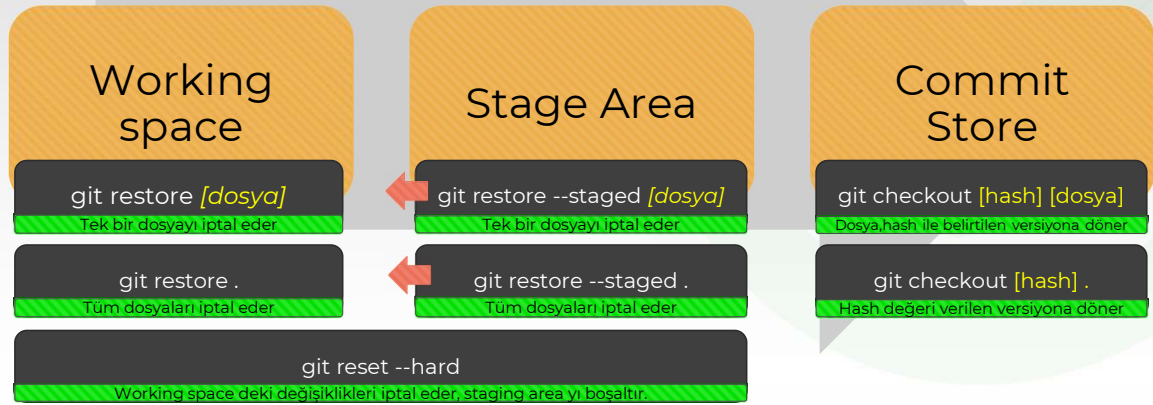 Working
space
Stage Area
Commit
Store
git restore [dosya]
Tek bir dosyayı iptal eder
git restore --staged [dosya]
Tek bir dosyayı iptal eder
git checkout [hash] [dosya]
Dosya,hash ile belirtilen versiyona döner
git restore .
Tüm dosyaları iptal eder
git restore --staged .
Tüm dosyaları iptal eder
git checkout [hash] .
Hash değeri verilen versiyona döner
git reset --hard
Working space deki değişiklikleri iptal eder, staging area yı boşaltır.